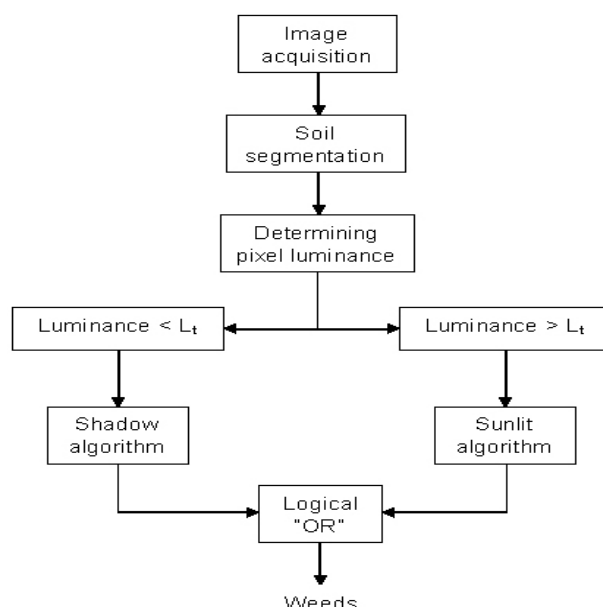 Image
acquisition
Soil
segmentation
Determining
pixel luminance
Luminance < Lt
Luminance > Lt
Shadow
algorithm
Sunlit
algorithm
Logical
"OR"
Weeds